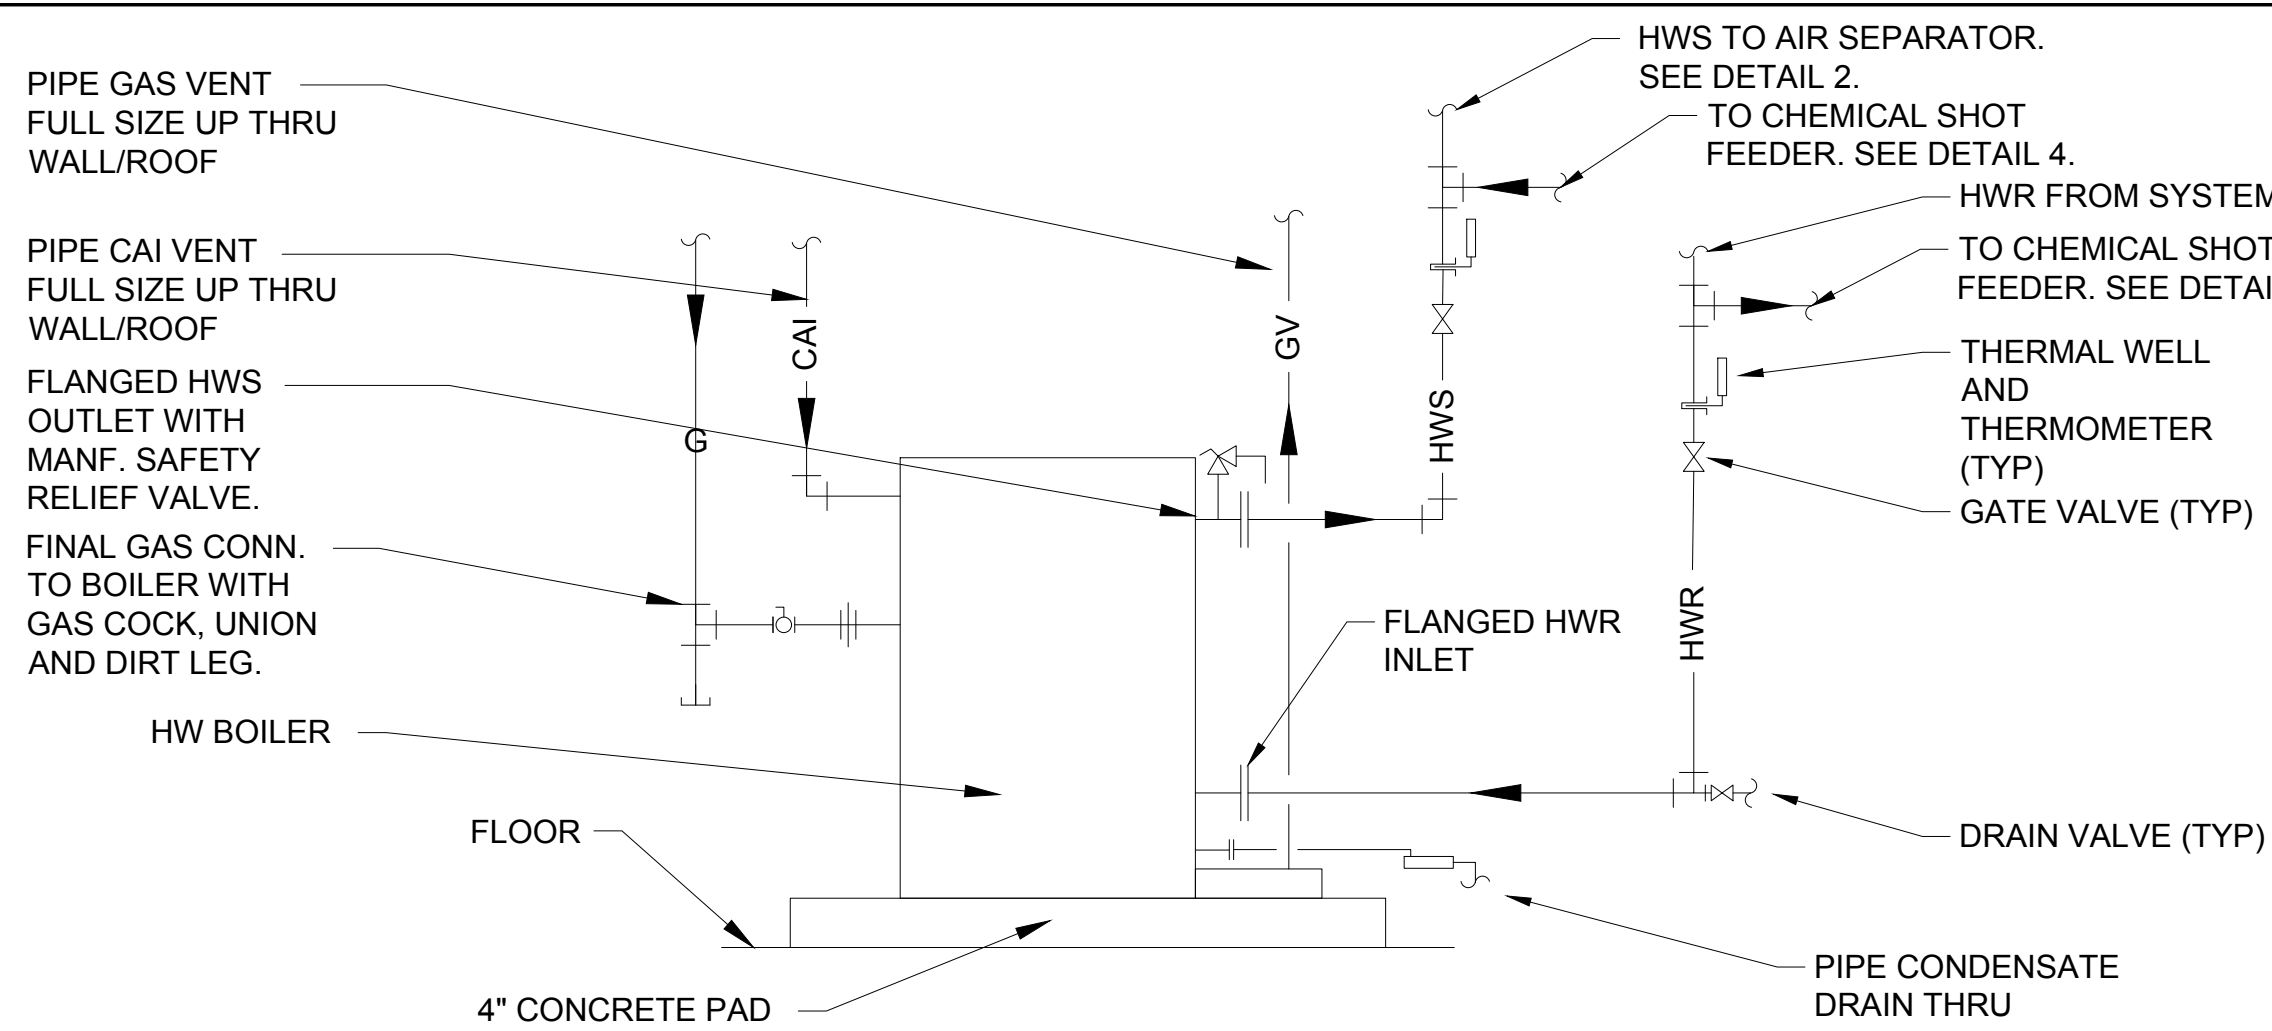 HWS TO AIR SEPARATOR.
SEE DETAIL 2.
PIPE GAS VENT
FULL SIZE UP THRU
WALL/ROOF
TO CHEMICAL SHOT
FEEDER. SEE DETAIL 4.
HWR FROM SYSTEM
PIPE CAI VENT
FULL SIZE UP THRU
WALL/ROOF
TO CHEMICAL SHOT
FEEDER. SEE
CAI
GV
THERMAL WELL
AND
THERMOMETER
(TYP)
FLANGED HWS
OUTLET WITH
MANF. SAFETY
RELIEF VALVE.
G
HWS
GATE VALVE (TYP)
FINAL GAS CONN.
TO BOILER WITH
GAS COCK, UNION
AND DIRT LEG.
FLANGED HWR
INLET
HWR
HW BOILER
FLOOR
DRAIN VALVE (TYP)
4" CONCRETE PAD
PIPE CONDENSATE
DRAIN THRU